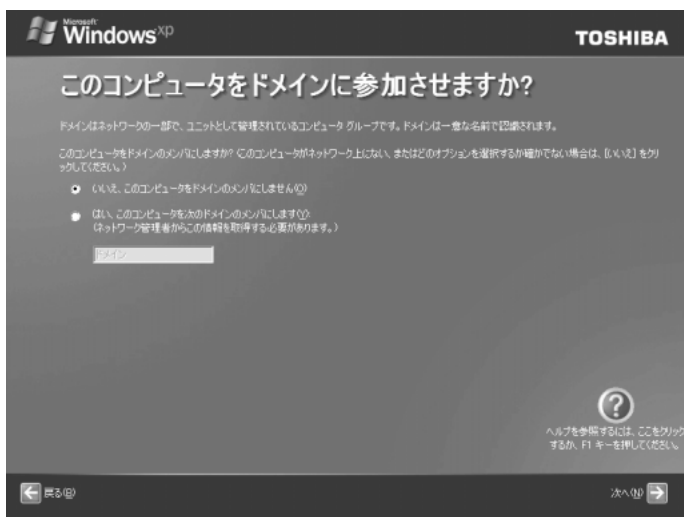 Microsoft
Windows xp
TOSHIBA
このコンピュータをドメインに参加させますか?
ドメインはネットワークの一部で、ユニットとして管理されているコンピュータ グループです。ドメインは一意な名前で認識されます。
このコンピュータをドメインのメンバにしますか? (このコンピュータがネットワーク上にない、またはどのオプションを選択するか確かでない場合は、[いいえ] をクリ
ックしてください。)
いいえ、このコンピュータをドメインのメンバにしません(O)
はい、このコンピュータを次のドメインのメンバにします(Y):
(ネットワーク管理者からこの情報を取得する必要があります。)
ドメイン
ヘルプを参照するには、ここをクリック
するか、F1 キーを押してください。
戻る(B)
次へ(N)